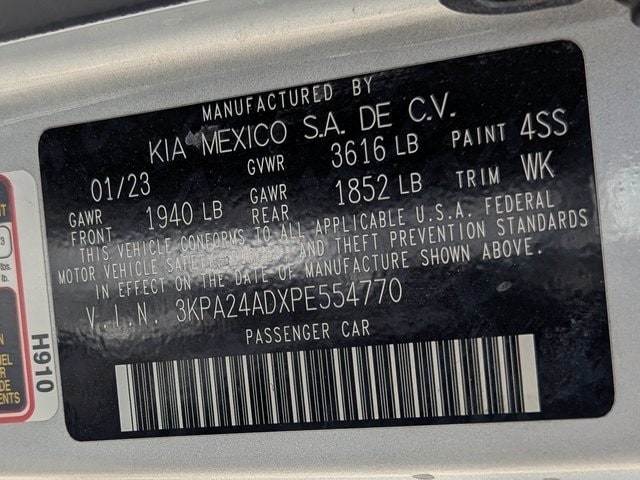 MANUFACTURED BY
KIA MEXICO S.A. DE C.V.
01/23 GVWR 3616 LB PAINT 4SS
GAWR FRONT 1940 LB GAWR REAR 1852 LB TRIM WK
THIS VEHICLE CONFORMS TO ALL APPLICABLE U.S.A. FEDERAL
MOTOR VEHICLE SAFETY, BUMPER, AND THEFT PREVENTION STANDARDS
IN EFFECT ON THE DATE OF MANUFACTURE SHOWN ABOVE.
V.I.N. 3KPA24ADXPE554770
PASSENGER CAR
H910